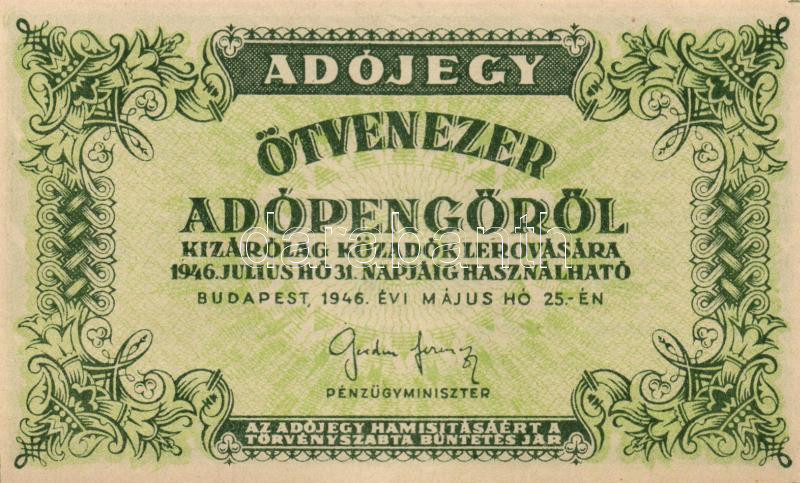 ADÓJEGY
ÖTVENEZER
ADÓPENGŐRŐL
KIZÁRÓLAG KÖZADÓK LEROVÁSÁRA
1946. JULIUS HÓ 31. NAPJÁIG HASZNÁLHATÓ
BUDAPEST, 1946. ÉVI MÁJUS HÓ 25.-ÉN
PÉNZÜGYMINISZTER
AZ ADÓJEGY HAMISITÁSÁÉRT A
TÖRVÉNYSZABTA BÜNTETÉS JÁR
darabanth